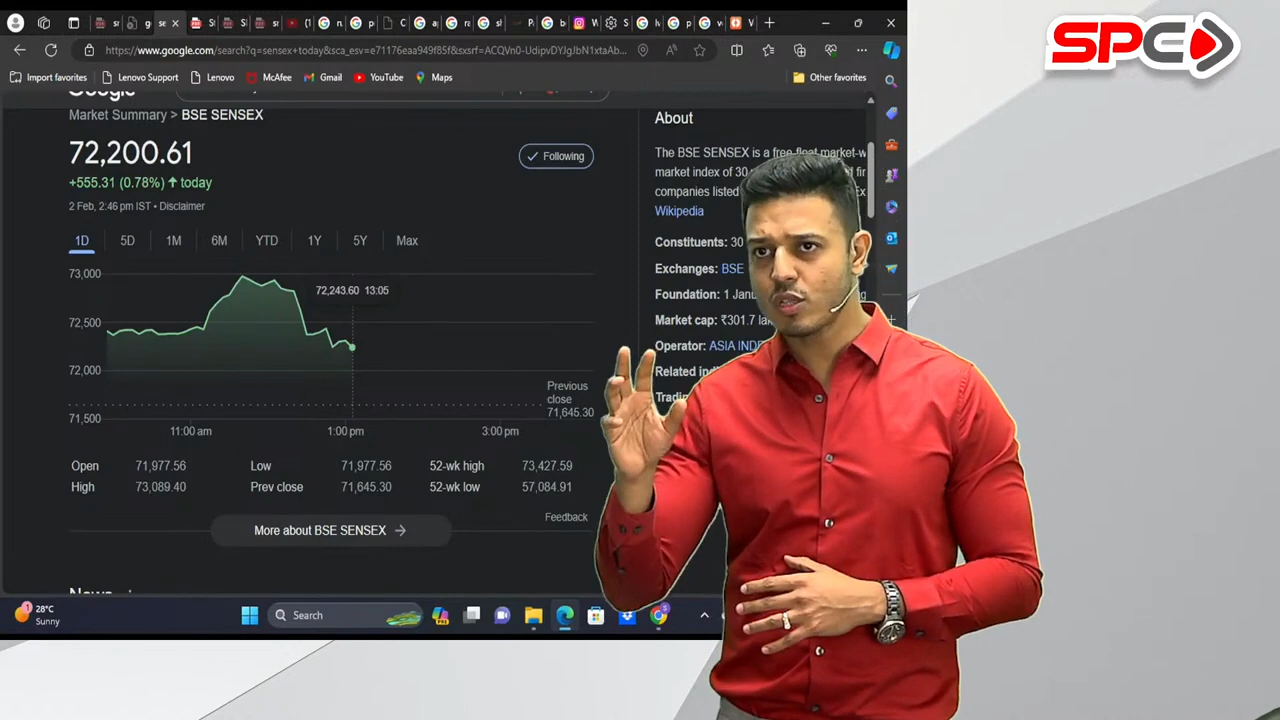 SPE
https://www.google.com/search?q=sensex+today&sca_esv=e71176eaa949f85f&
Import favorites
Lenovo Support
Lenovo
McAfee
Gmail
YouTube
Maps
Other favorites
Google
Market Summary > BSE SENSEX
72,200.61
Following
+555.31 (0.78%) ↑ today
2 Feb, 2:46 pm IST • Disclaimer
1D 5D 1M 6M YTD 1Y 5Y Max
73,000
72,243.60 13:05
72,500
72,000
Previous
close
71,645.30
71,500
11:00 am 1:00 pm 3:00 pm
Open 71,977.56 Low 71,977.56 52-wk high 73,427.59
High 73,089.40 Prev close 71,645.30 52-wk low 57,084.91
Feedback
More about BSE SENSEX →
About
The BSE SENSEX is a free float market-w
market index of 30
companies listed
Wikipedia
Constituents: 30
Exchanges: BSE
Foundation: 1
Market cap: ₹301.7
Operator: ASIA
Related
28°C
Sunny
Search